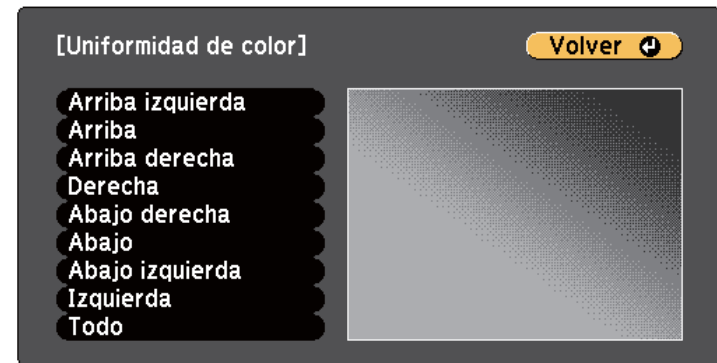 [Uniformidad de color]
Volver
Arriba izquierda
Arriba
Arriba derecha
Derecha
Abajo derecha
Abajo
Abajo izquierda
Izquierda
Todo